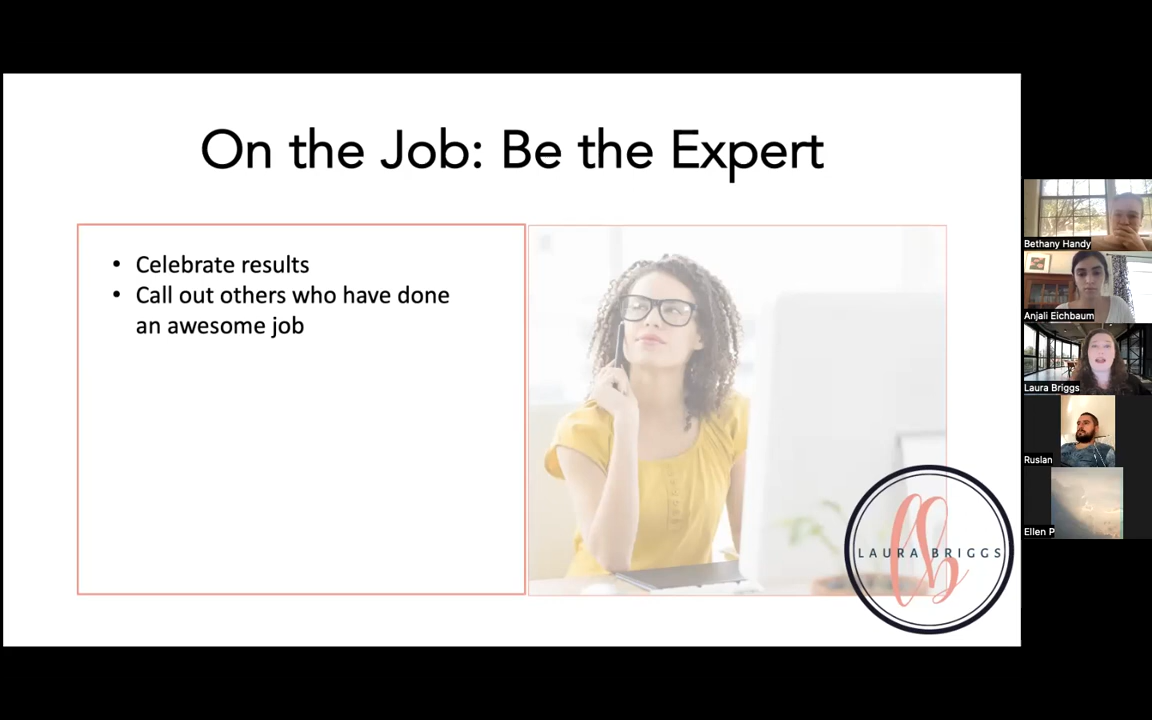 On the Job: Be the Expert
• Celebrate results
• Call out others who have done
an awesome job
LAURA BRIGGS
lb
Bethany Handy
Anjali Eichbaum
Laura Briggs
Ruslan
Ellen P